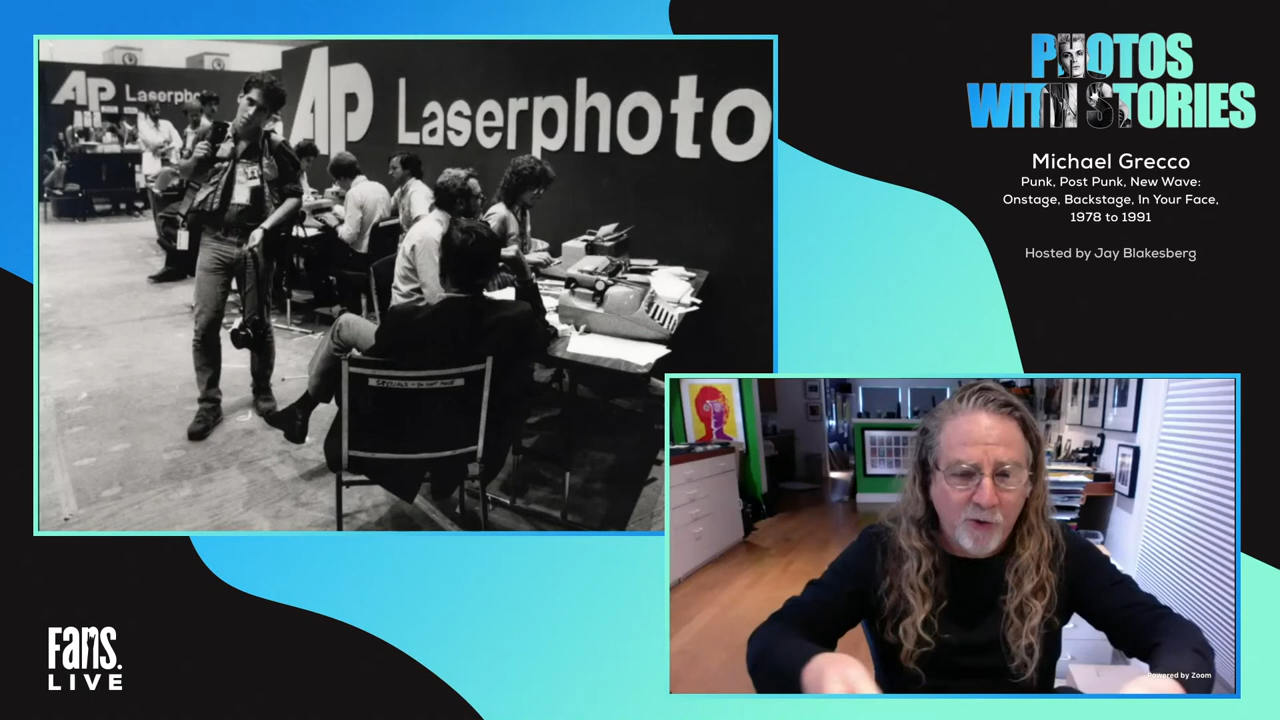 AP Laserphoto
AP Laserphoto
PHOTOS
WITH STORIES
Michael Grecco
Punk, Post Punk, New Wave:
Onstage, Backstage, In Your Face,
1978 to 1991
Hosted by Jay Blakesberg
FANS.
LIVE
Powered by Zoom